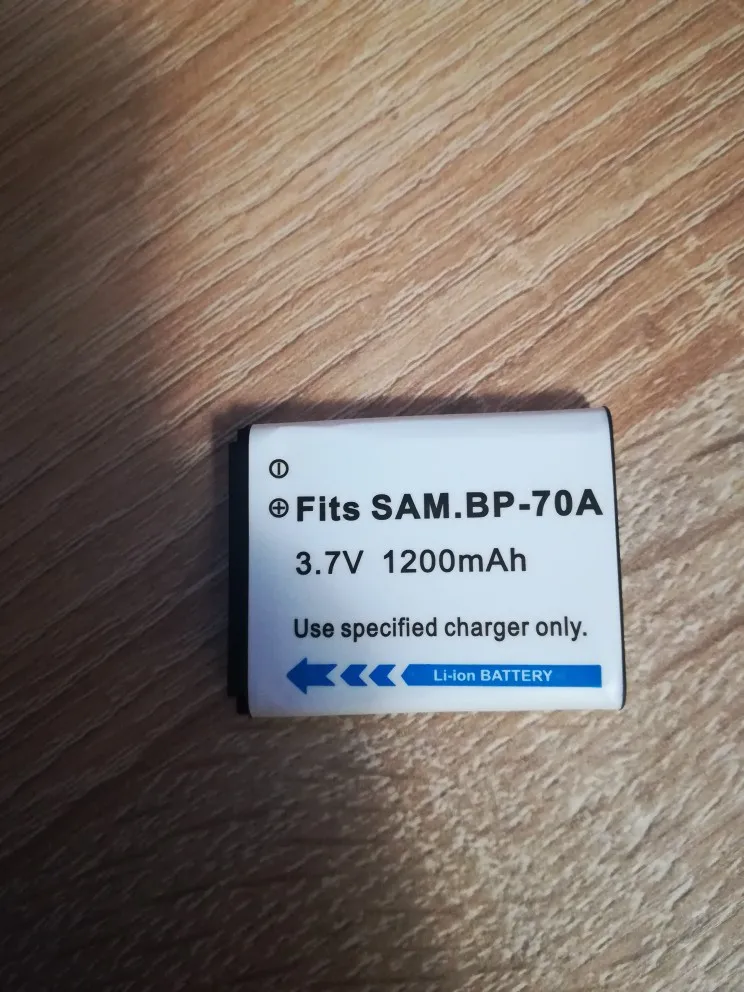 Fits SAM.BP-70A
3.7V 1200mAh
Use specified charger only.
Li-ion BATTERY